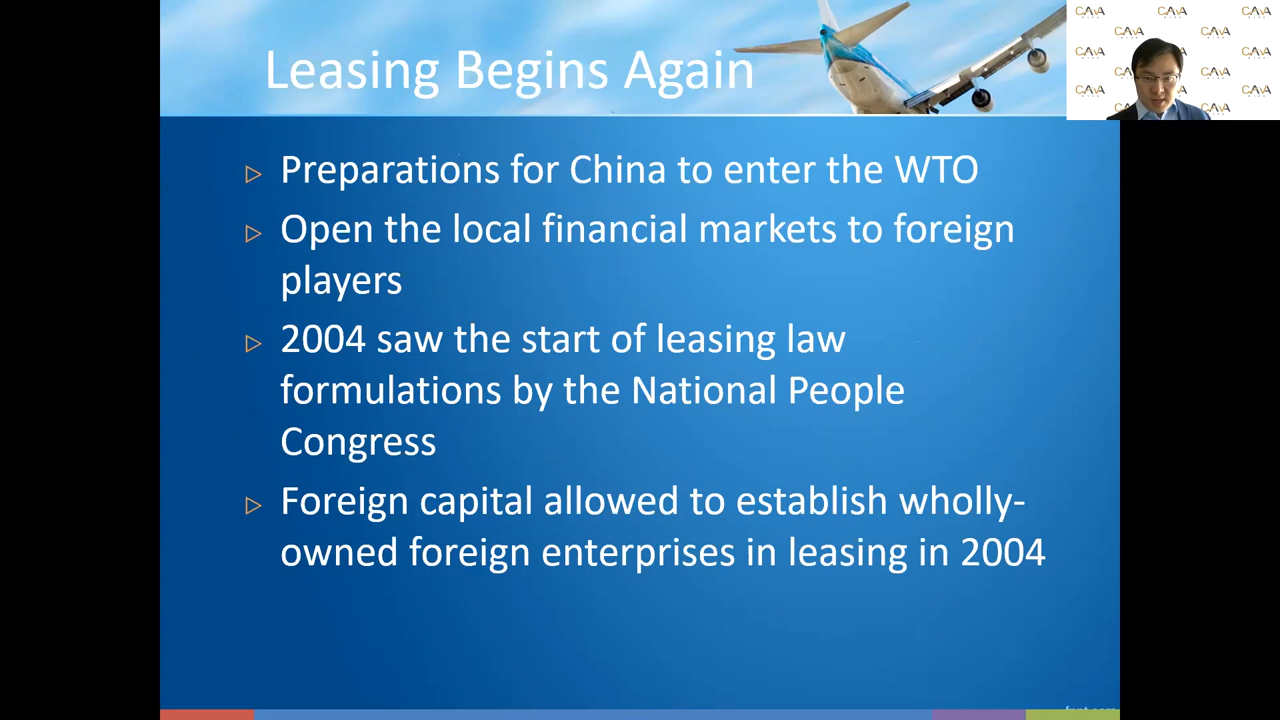 Leasing Begins Again
Preparations for China to enter the WTO
Open the local financial markets to foreign
players
2004 saw the start of leasing law
formulations by the National People
Congress
Foreign capital allowed to establish wholly-
owned foreign enterprises in leasing in 2004